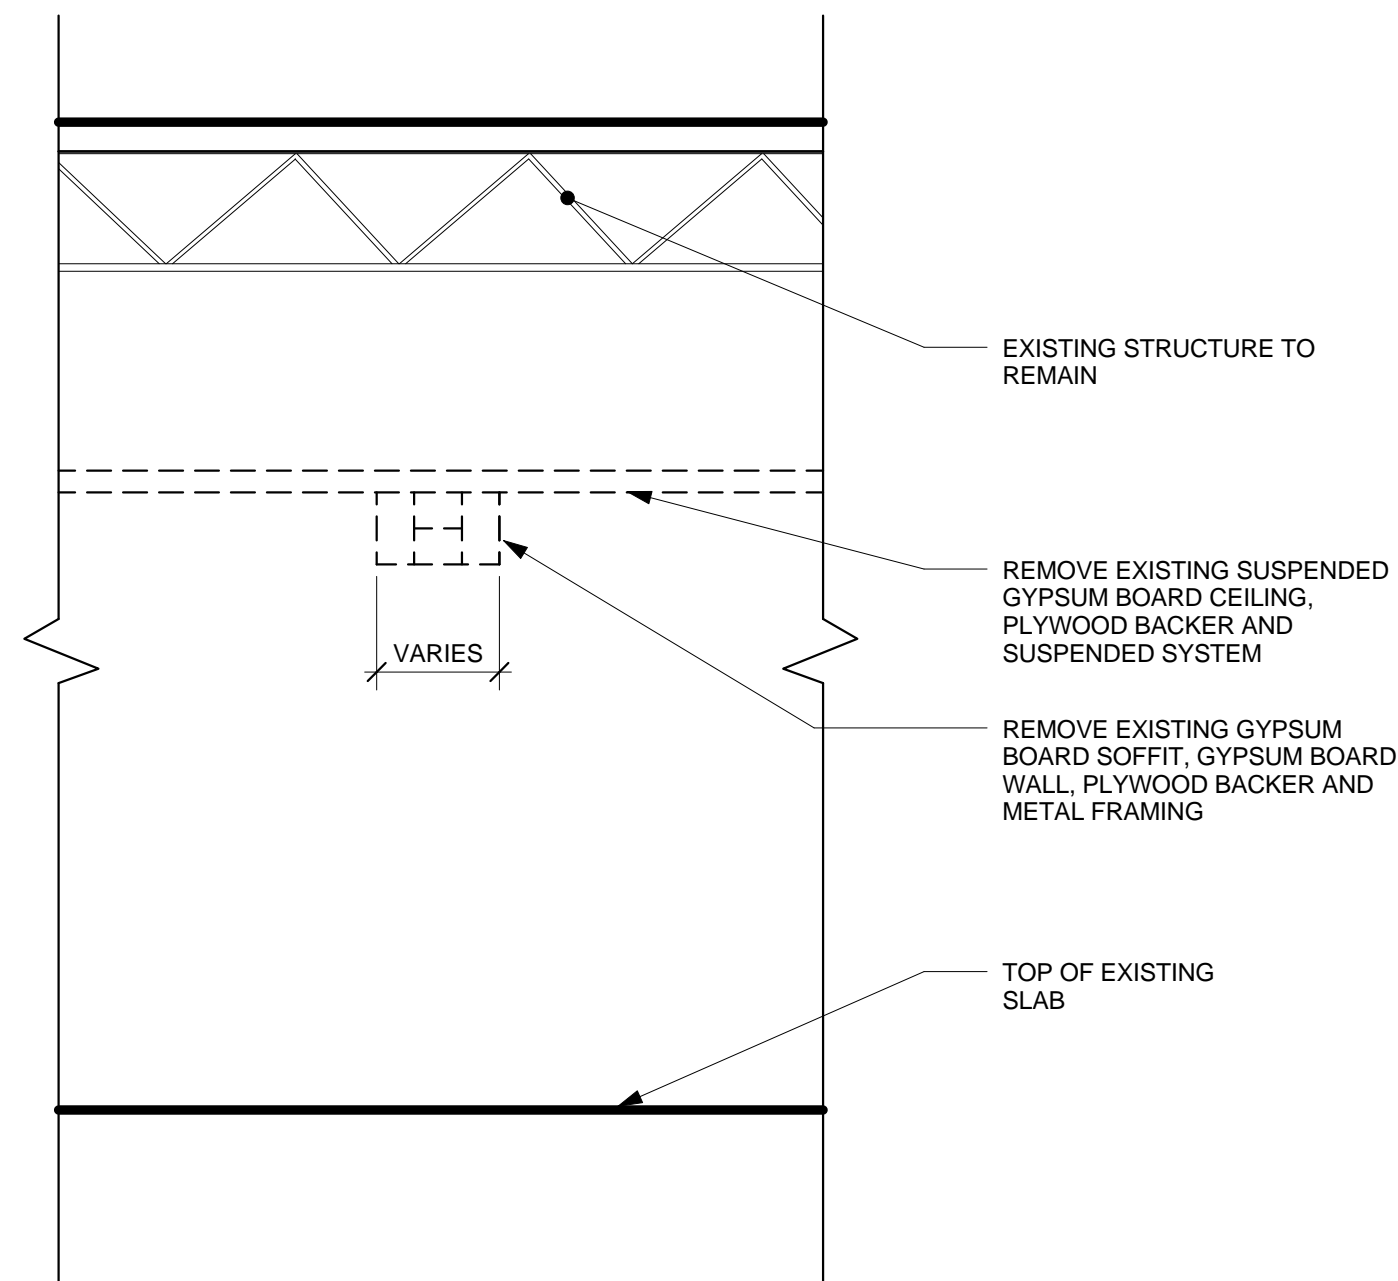 EXISTING STRUCTURE TO
REMAIN
REMOVE EXISTING SUSPENDED
GYPSUM BOARD CEILING,
PLYWOOD BACKER AND
SUSPENDED SYSTEM
VARIES
REMOVE EXISTING GYPSUM
BOARD SOFFIT, GYPSUM BOARD
WALL, PLYWOOD BACKER AND
METAL FRAMING
TOP OF EXISTING
SLAB